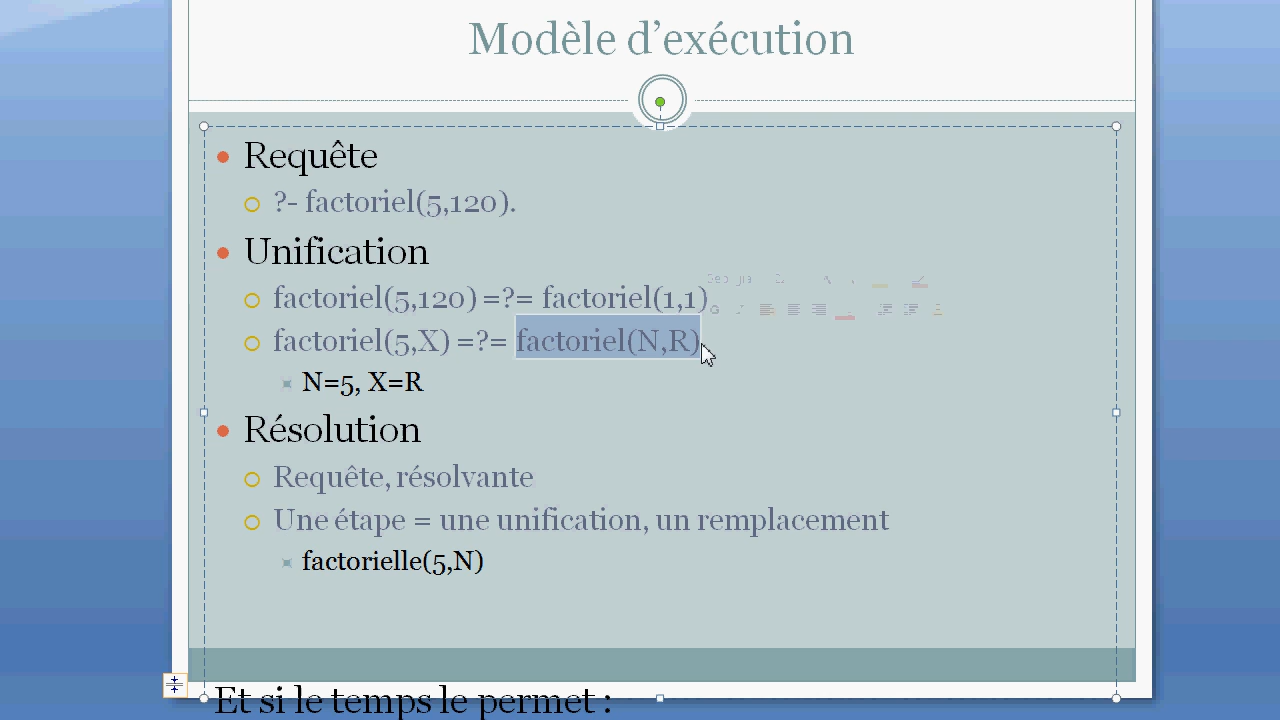 Modèle d’exécution
Requête
?- factoriel(5,120).
Unification
factoriel(5,120) =?= factoriel(1,1)
factoriel(5,X) =?= factoriel(N,R)
N=5, X=R
Résolution
Requête, résolvante
Une étape = une unification, un remplacement
factorielle(5,N)
Et si le temps le permet :